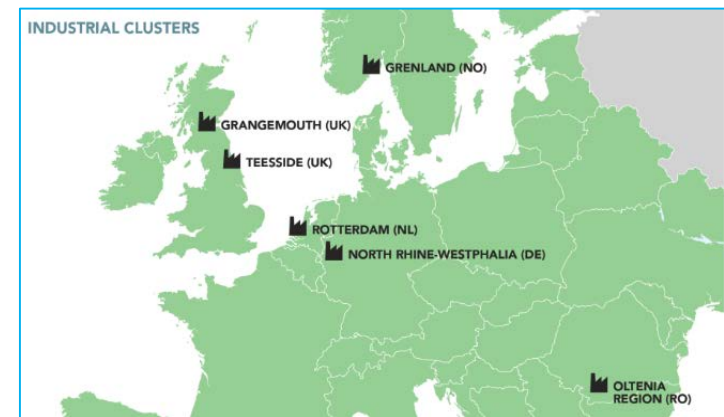 INDUSTRIAL CLUSTERS
GRENLAND (NO)
GRANGEMOUTH (UK)
TEESSIDE (UK)
ROTTERDAM (NL)
NORTH RHINE-WESTPHALIA (DE)
OLTENIA
REGION (RO)